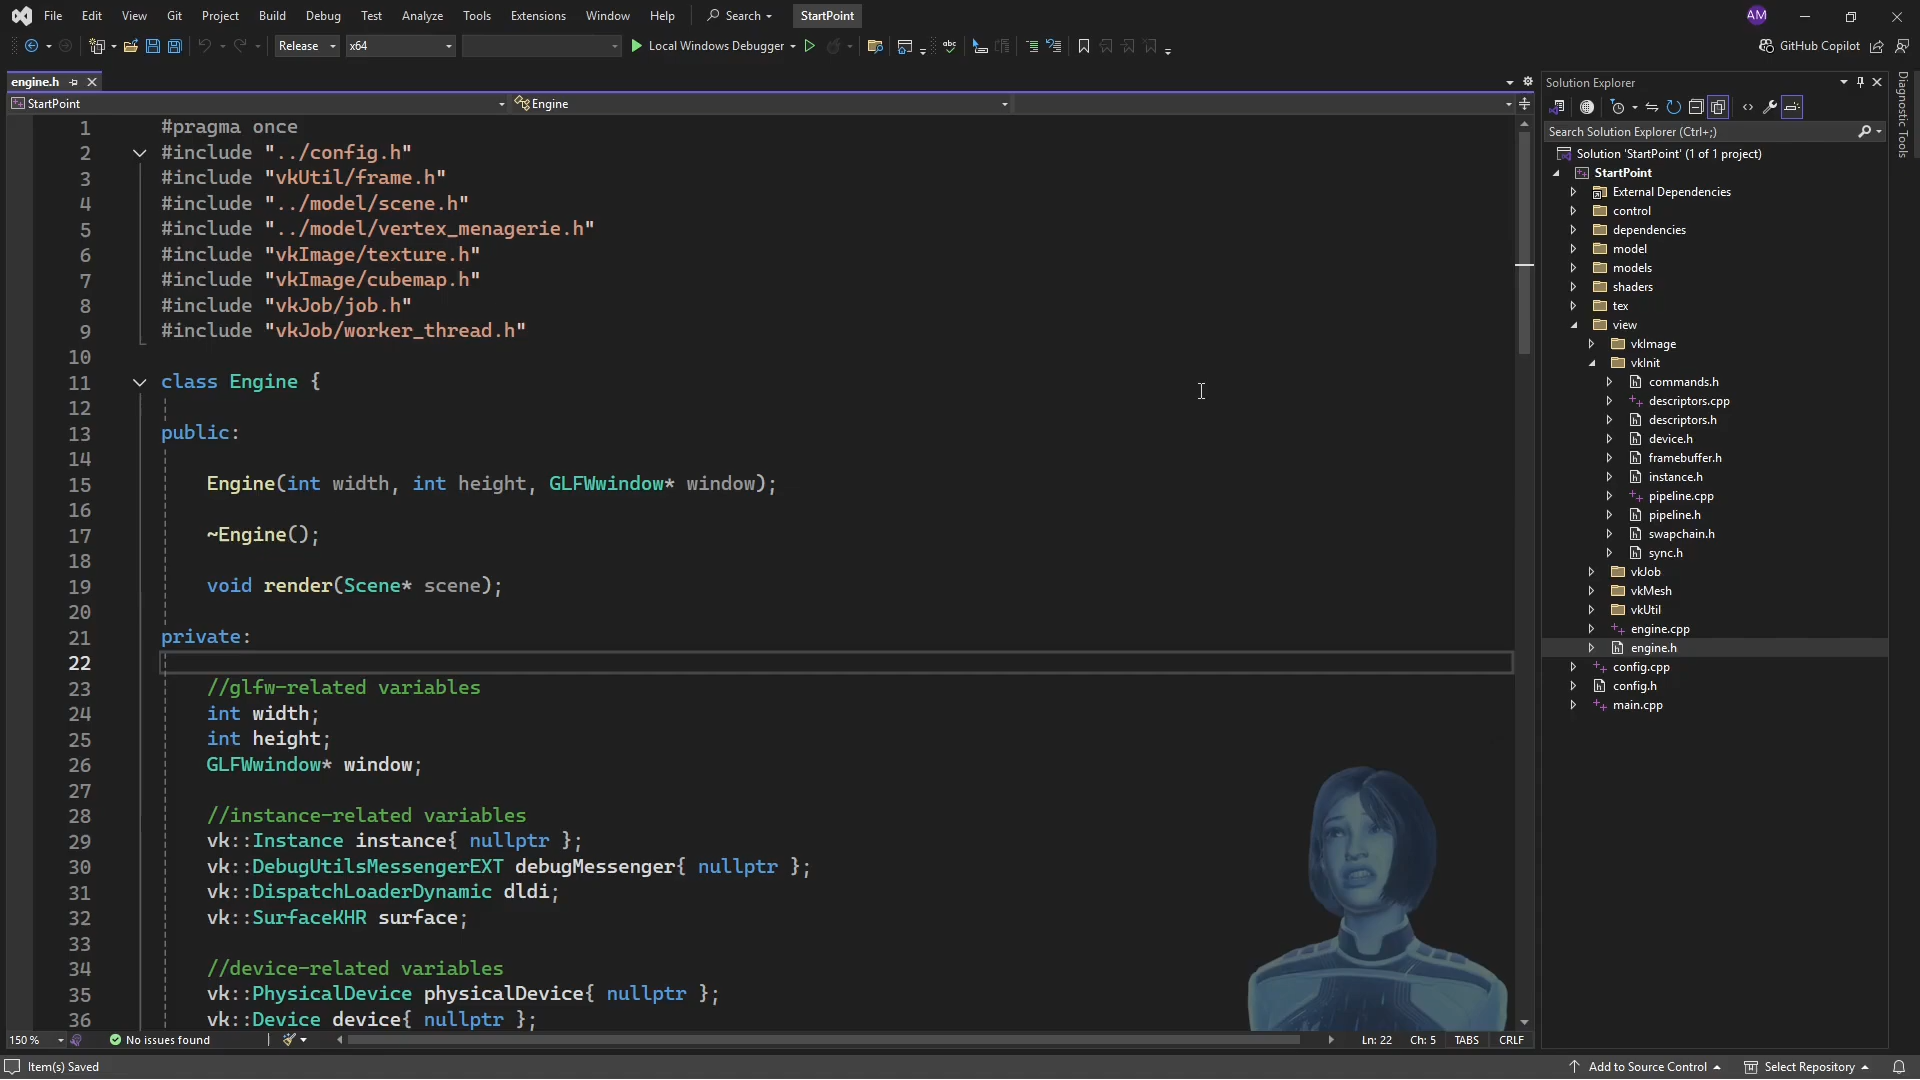 File Edit View Git Project Build Debug Test Analyze Tools Extensions Window Help Search StartPoint AM
Release x64 Local Windows Debugger GitHub Copilot
engine.h
StartPoint Engine
1 #pragma once
2 #include "../config.h"
3 #include "vkUtil/frame.h"
4 #include "../model/scene.h"
5 #include "../model/vertex_menagerie.h"
6 #include "vkImage/texture.h"
7 #include "vkImage/cubemap.h"
8 #include "vkJob/job.h"
9 #include "vkJob/worker_thread.h"
10
11 class Engine {
12
13 public:
14
15 Engine(int width, int height, GLFWwindow* window);
16
17 ~Engine();
18
19 void render(Scene* scene);
20
21 private:
22
23 //glfw-related variables
24 int width;
25 int height;
26 GLFWwindow* window;
27
28 //instance-related variables
29 vk::Instance instance{ nullptr };
30 vk::DebugUtilsMessengerEXT debugMessenger{ nullptr };
31 vk::DispatchLoaderDynamic dldi;
32 vk::SurfaceKHR surface;
33
34 //device-related variables
35 vk::PhysicalDevice physicalDevice{ nullptr };
36 vk::Device device{ nullptr };
150 % No issues found Ln: 22 Ch: 5 TABS CRLF
Solution Explorer
Search Solution Explorer (Ctrl+;)
Solution 'StartPoint' (1 of 1 project)
StartPoint
External Dependencies
control
dependencies
model
models
shaders
tex
view
vkImage
vkInit
commands.h
descriptors.cpp
descriptors.h
device.h
framebuffer.h
instance.h
pipeline.cpp
pipeline.h
swapchain.h
sync.h
vkJob
vkMesh
vkUtil
engine.cpp
engine.h
config.cpp
config.h
main.cpp
Diagnostic Tools
Item(s) Saved Add to Source Control Select Repository